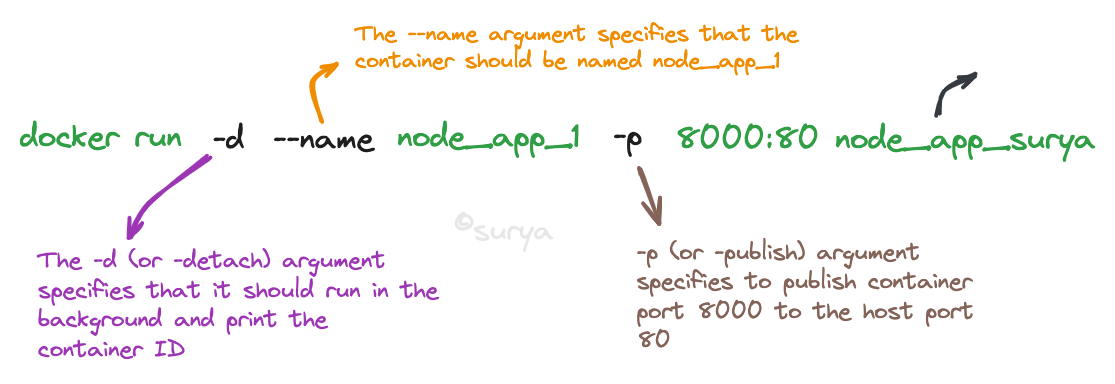 The --name argument specifies that the
container should be named node_app_1
docker run -d --name node_app_1 -p 8000:80 node_app_surya
©surya
The -d (or -detach) argument
specifies that it should run in the
background and print the
container ID
-p (or -publish) argument
specifies to publish container
port 8000 to the host port
80